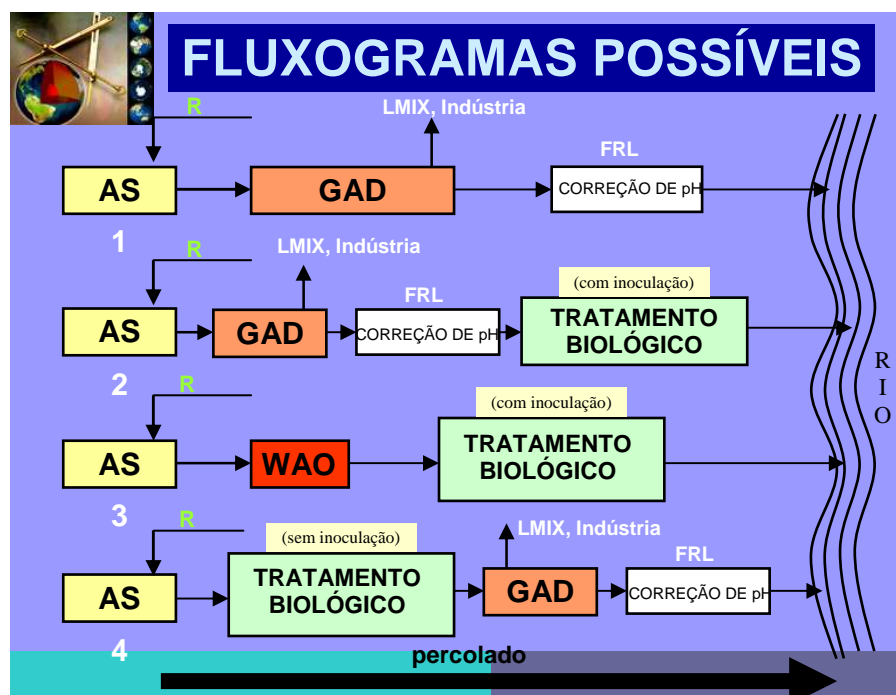 FLUXOGRAMAS POSSÍVEIS
R
LMIX, Indústria
FRL
AS
GAD
CORREÇÃO DE pH
1
R
LMIX, Indústria
FRL
(com inoculação)
AS
GAD
CORREÇÃO DE pH
TRATAMENTO
BIOLÓGICO
2
R
(com inoculação)
AS
WAO
TRATAMENTO
BIOLÓGICO
3
R
(sem inoculação)
LMIX, Indústria
FRL
AS
TRATAMENTO
BIOLÓGICO
GAD
CORREÇÃO DE pH
4
R
I
O
percolado